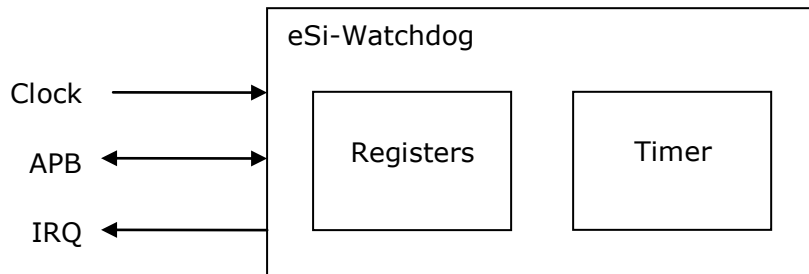 eSi-Watchdog
Clock
Registers
Timer
APB
IRQ